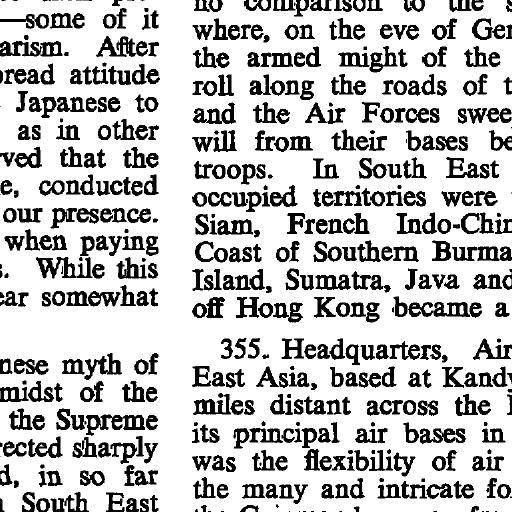 —some of it
arism. After
read attitude
Japanese to
as in other
ved that the
e, conducted
our presence.
when paying
s. While this
ear somewhat
nese myth of
midst of the
the Supreme
rected sharply
d, in so far
South East
no comparison to the
where, on the eve of Ger
the armed might of the
roll along the roads of t
and the Air Forces swee
will from their bases be
troops. In South East
occupied territories were
Siam, French Indo-Chin
Coast of Southern Burma
Island, Sumatra, Java and
off Hong Kong became a
355. Headquarters, Air
East Asia, based at Kandy
miles distant across the
its principal air bases in
was the flexibility of air
the many and intricate fo